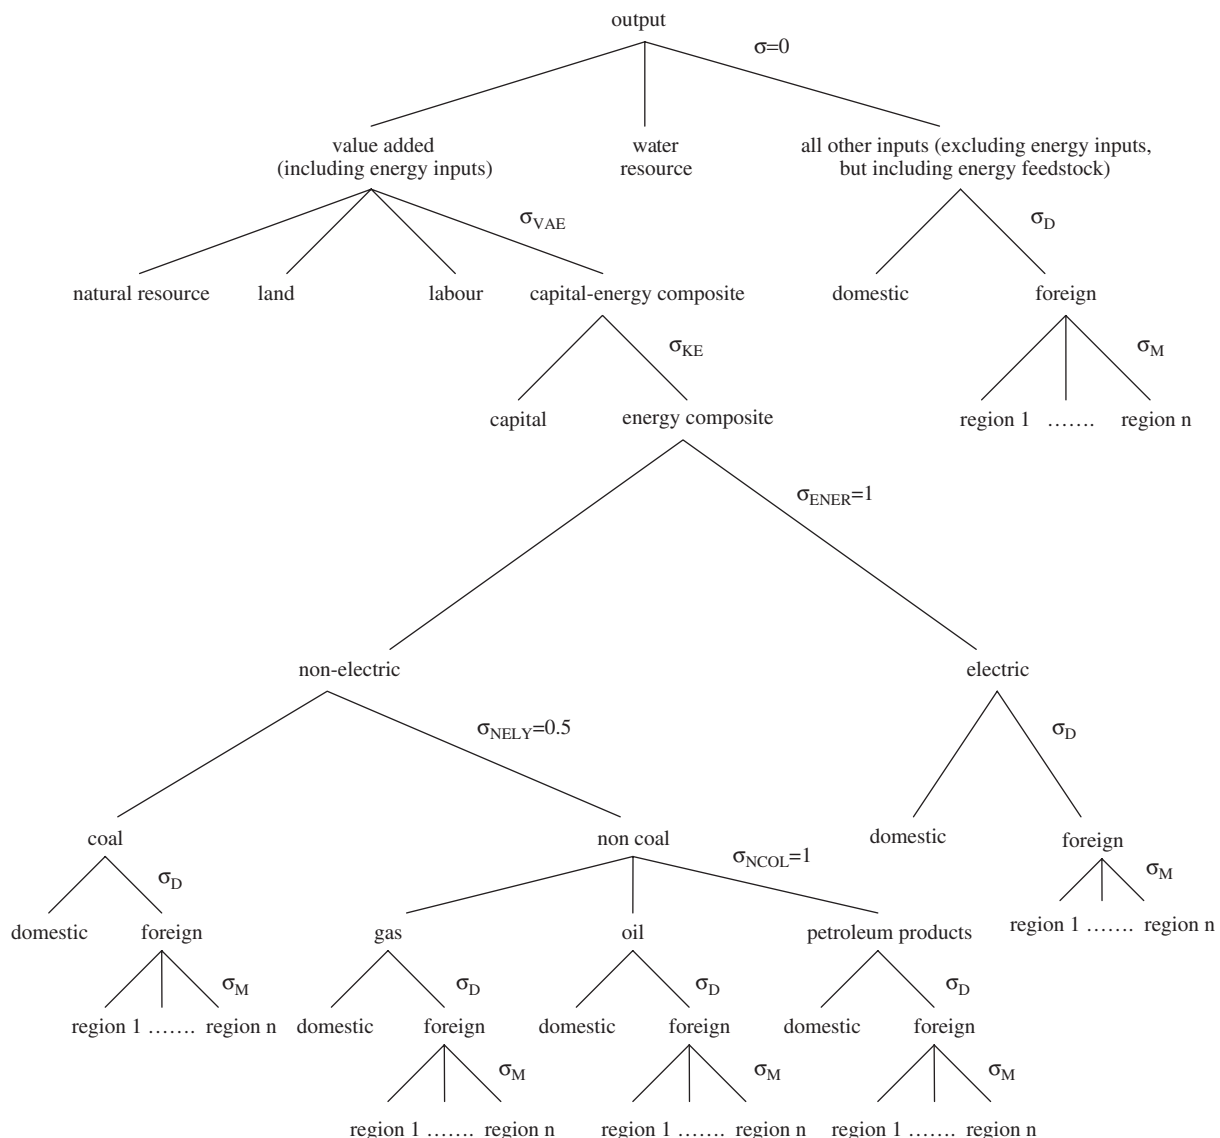 output
σ=0
value added
(including energy inputs)
water
resource
all other inputs (excluding energy inputs,
but including energy feedstock)
σVAE
σD
natural resource
land
labour
capital-energy composite
domestic
foreign
σKE
σM
capital
energy composite
region 1 ....... region n
σENER=1
non-electric
electric
σNELY=0.5
σD
coal
non coal
domestic
foreign
σD
σNCOL=1
σM
domestic
foreign
gas
oil
petroleum products
region 1 ....... region n
σM
σD
σD
σD
region 1 ....... region n
domestic
foreign
domestic
foreign
domestic
foreign
σM
σM
σM
region 1 ....... region n
region 1 ....... region n
region 1 ....... region n